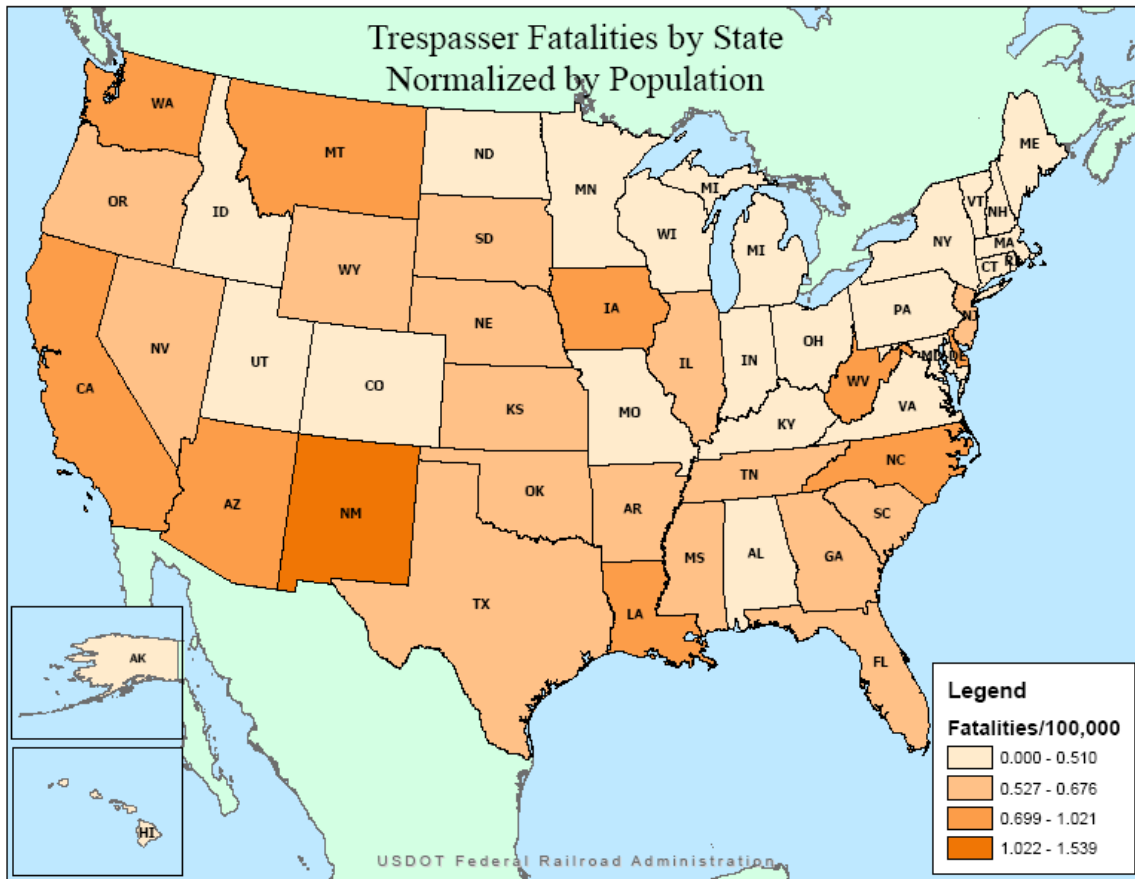 Trespasser Fatalities by State
Normalized by Population
WA
MT
ND
MN
ME
OR
ID
SD
WI
MI
MI
VT
NH
NY
MA
CT
RI
WY
IA
NE
PA
NJ
NV
UT
CO
IL
IN
OH
MD
DE
WV
CA
KS
MO
KY
VA
AZ
NM
OK
AR
TN
NC
SC
MS
AL
GA
TX
LA
FL
AK
HI
Legend
Fatalities/100,000
0.000 - 0.510
0.527 - 0.676
0.699 - 1.021
1.022 - 1.539
USDOT Federal Railroad Administration